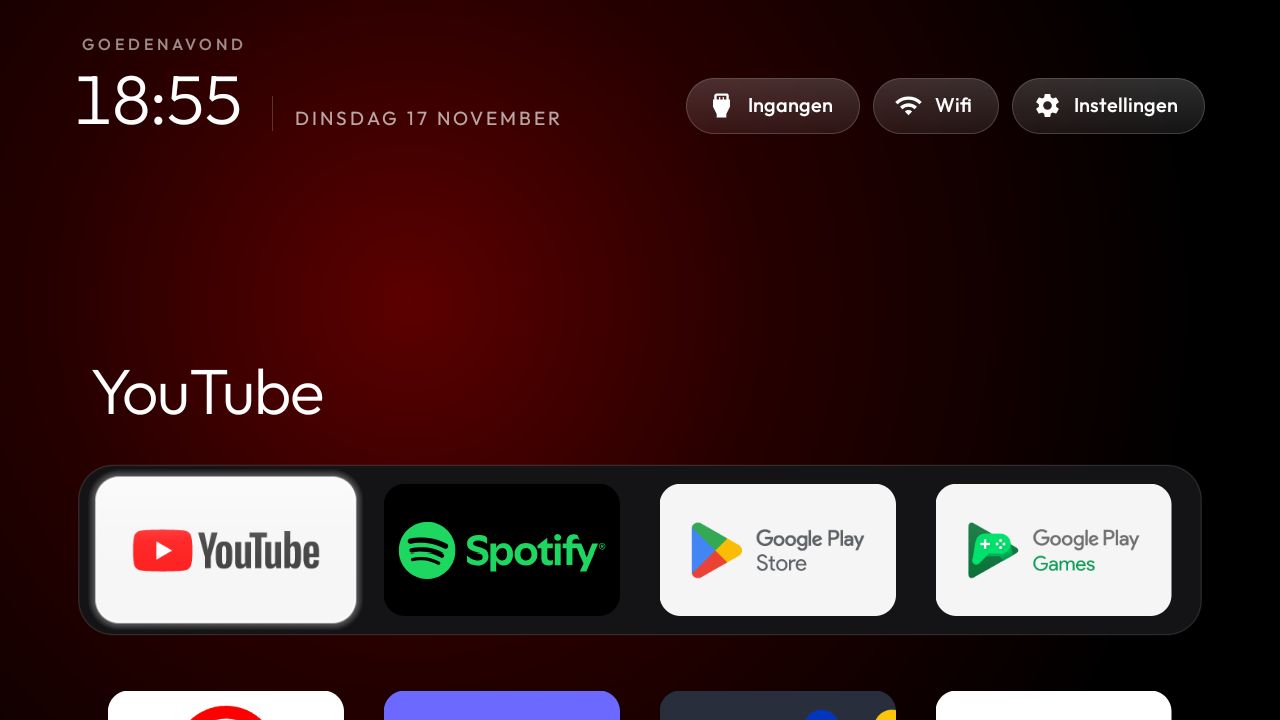 GOEDENAVOND
18:55
DINSDAG 17 NOVEMBER
Ingangen
Wifi
Instellingen
YouTube
YouTube
Spotify®
Google Play
Store
Google Play
Games